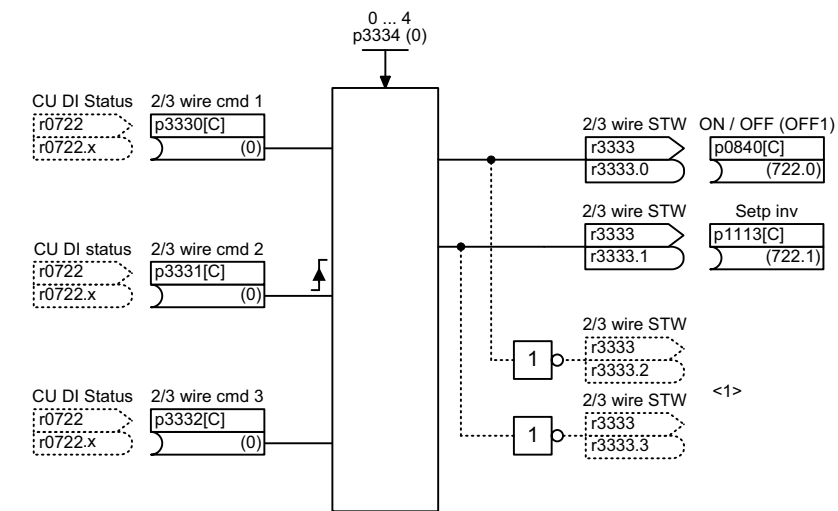 0 ... 4
p3334 (0)
CU DI Status 2/3 wire cmd 1
r0722 p3330[C]
r0722.x (0)
2/3 wire STW ON / OFF (OFF1)
r3333 p0840[C]
r3333.0 (722.0)
2/3 wire STW Setp inv
r3333 p1113[C]
r3333.1 (722.1)
CU DI status 2/3 wire cmd 2
r0722 p3331[C]
r0722.x (0)
2/3 wire STW
1 r3333
r3333.2
<1>
2/3 wire STW
1 r3333
r3333.3
CU DI Status 2/3 wire cmd 3
r0722 p3332[C]
r0722.x (0)